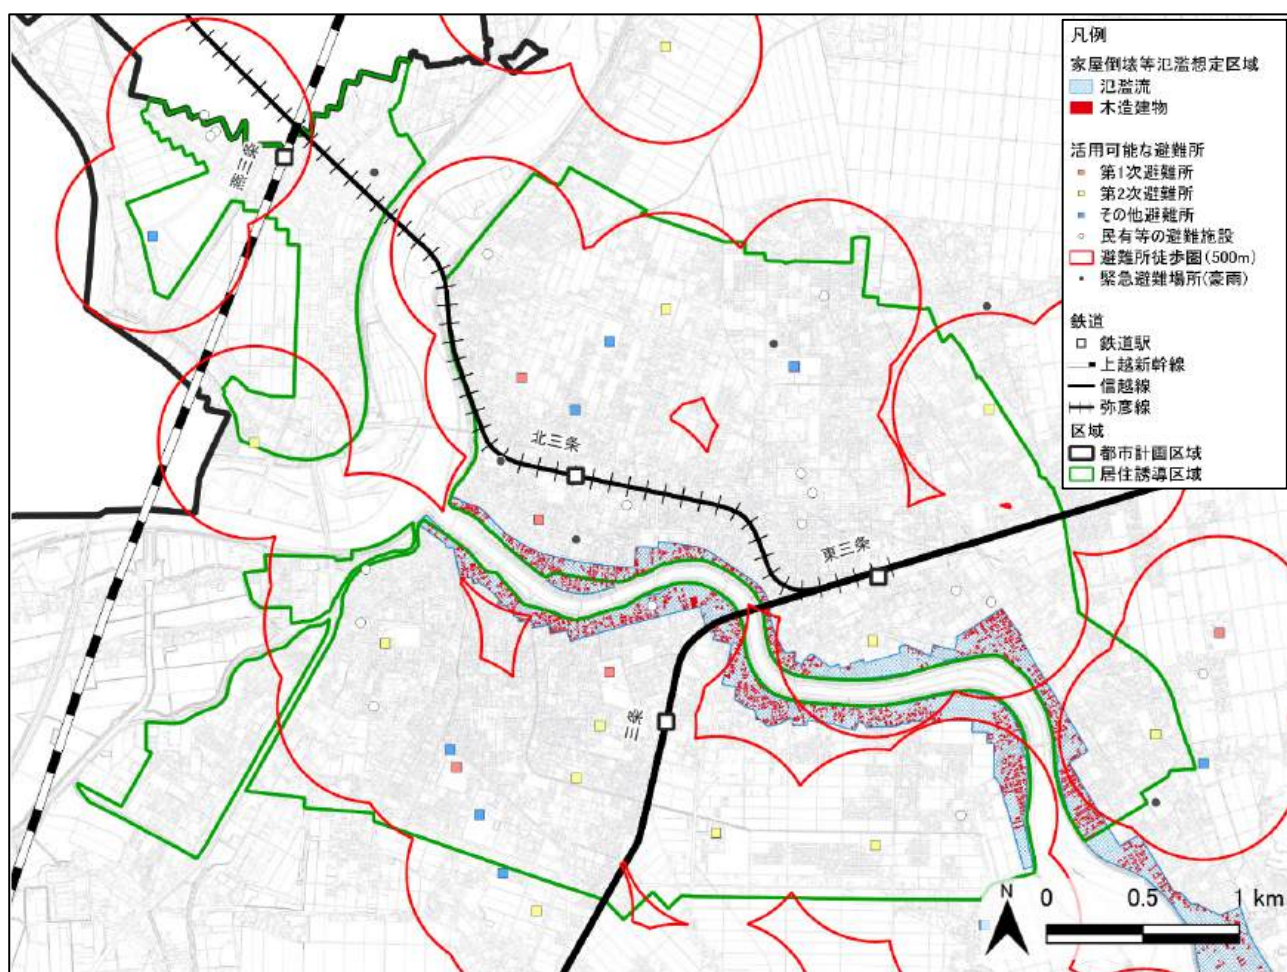 凡例
家屋倒壊等氾濫想定区域
氾濫流
木造建物
活用可能な避難所
第1次避難所
第2次避難所
その他避難所
民有等の避難施設
避難所徒歩圏(500m)
緊急避難場所(豪雨)
鉄道
鉄道駅
上越新幹線
信越線
弥彦線
区域
都市計画区域
居住誘導区域
燕三条
北三条
東三条
三条
N
0 0.5 1 km